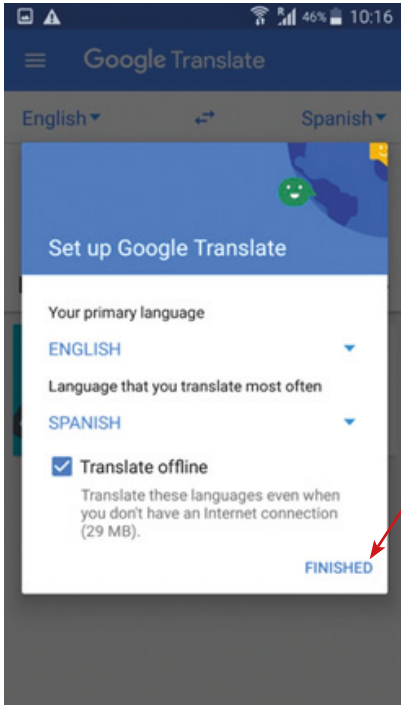 R 46% 10:16
Google Translate
English Spanish
Set up Google Translate
Your primary language
ENGLISH
Language that you translate most often
SPANISH
Translate offline
Translate these languages even when
you don't have an Internet connection
(29 MB).
FINISHED